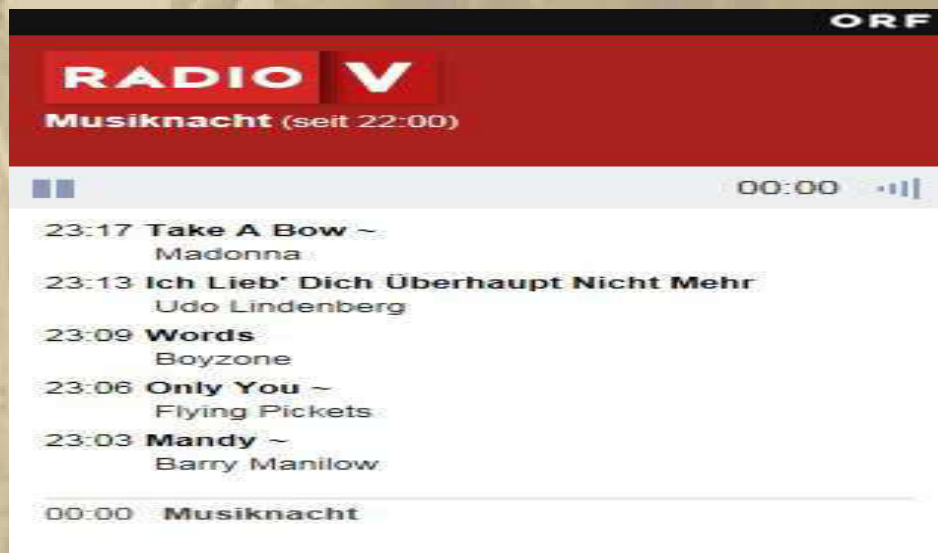 ORF
RADIO V
Musiknacht (seit 22:00)
00:00
23:17 Take A Bow ~
Madonna
23:13 Ich Lieb' Dich Überhaupt Nicht Mehr
Udo Lindenberg
23:09 Words
Boyzone
23:06 Only You ~
Flying Pickets
23:03 Mandy ~
Barry Manilow
00:00 Musiknacht